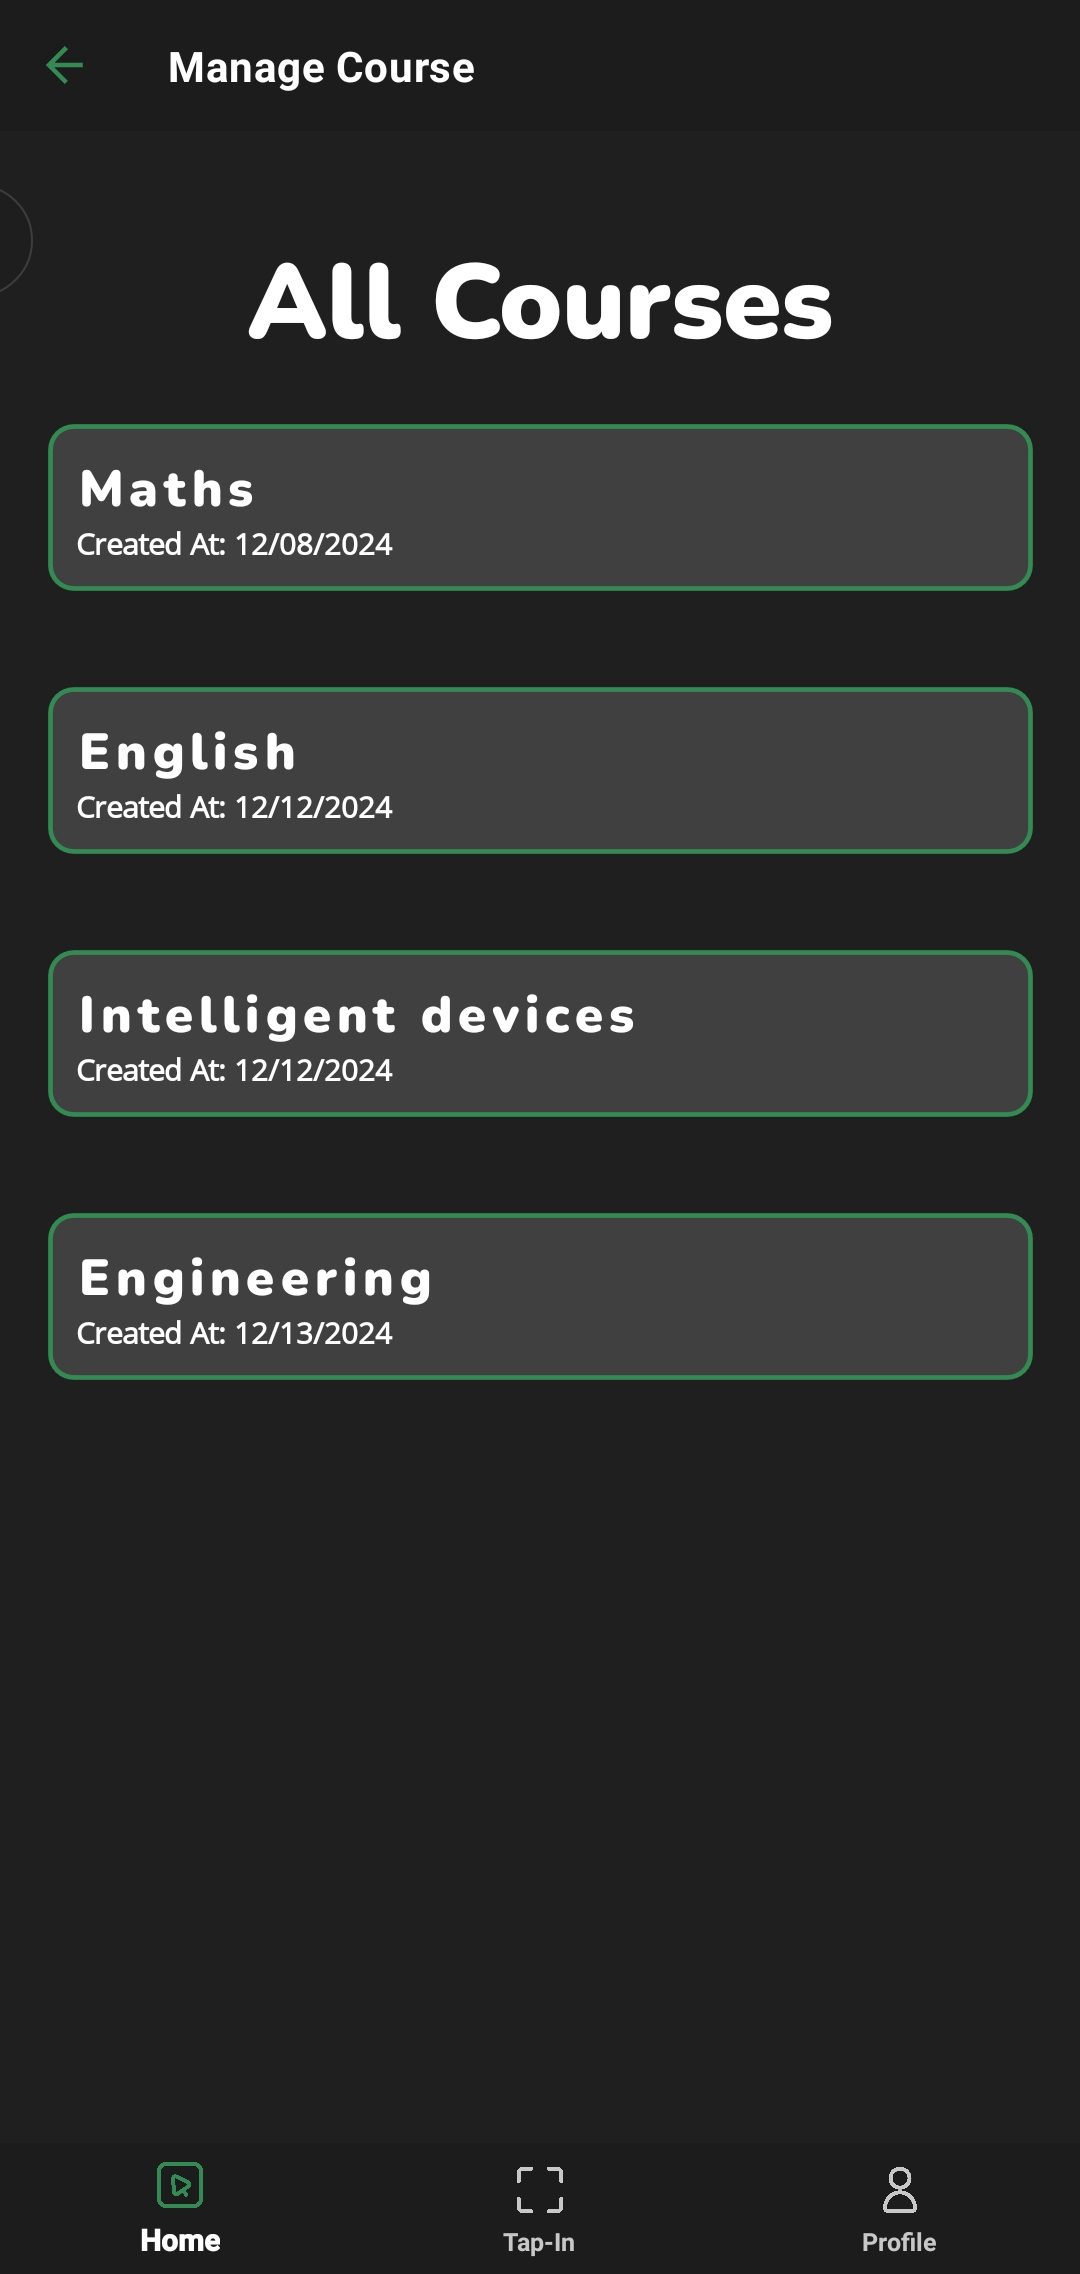 Manage Course
All Courses
Maths
Created At: 12/08/2024
English
Created At: 12/12/2024
Intelligent devices
Created At: 12/12/2024
Engineering
Created At: 12/13/2024
Home
Tap-In
Profile